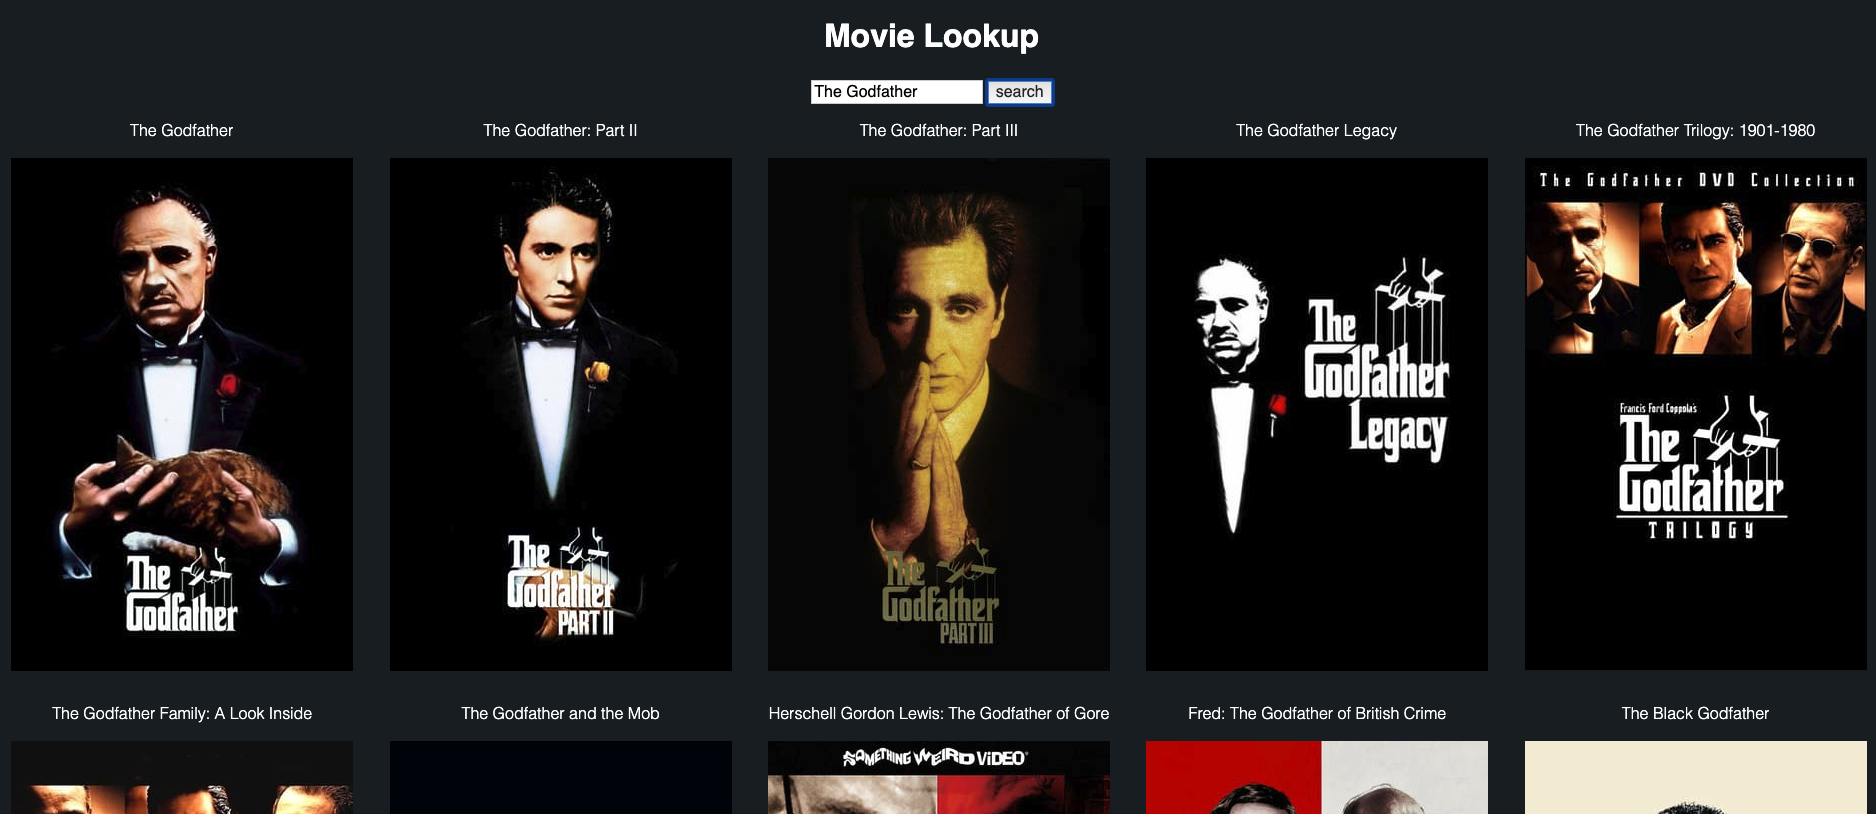 Movie Lookup
The Godfather search
The Godfather
The Godfather: Part II
The Godfather: Part III
The Godfather Legacy
The Godfather Trilogy: 1901-1980
The
Godfather
The
Godfather
PART II
The
Godfather
PART III
The
Godfather
Legacy
The Godfather DVD Collection
Francis Ford Coppola's
The
Godfather
TRILOGY
The Godfather Family: A Look Inside
The Godfather and the Mob
Herschell Gordon Lewis: The Godfather of Gore
Fred: The Godfather of British Crime
The Black Godfather
SOMETHING WEIRD VIDEO